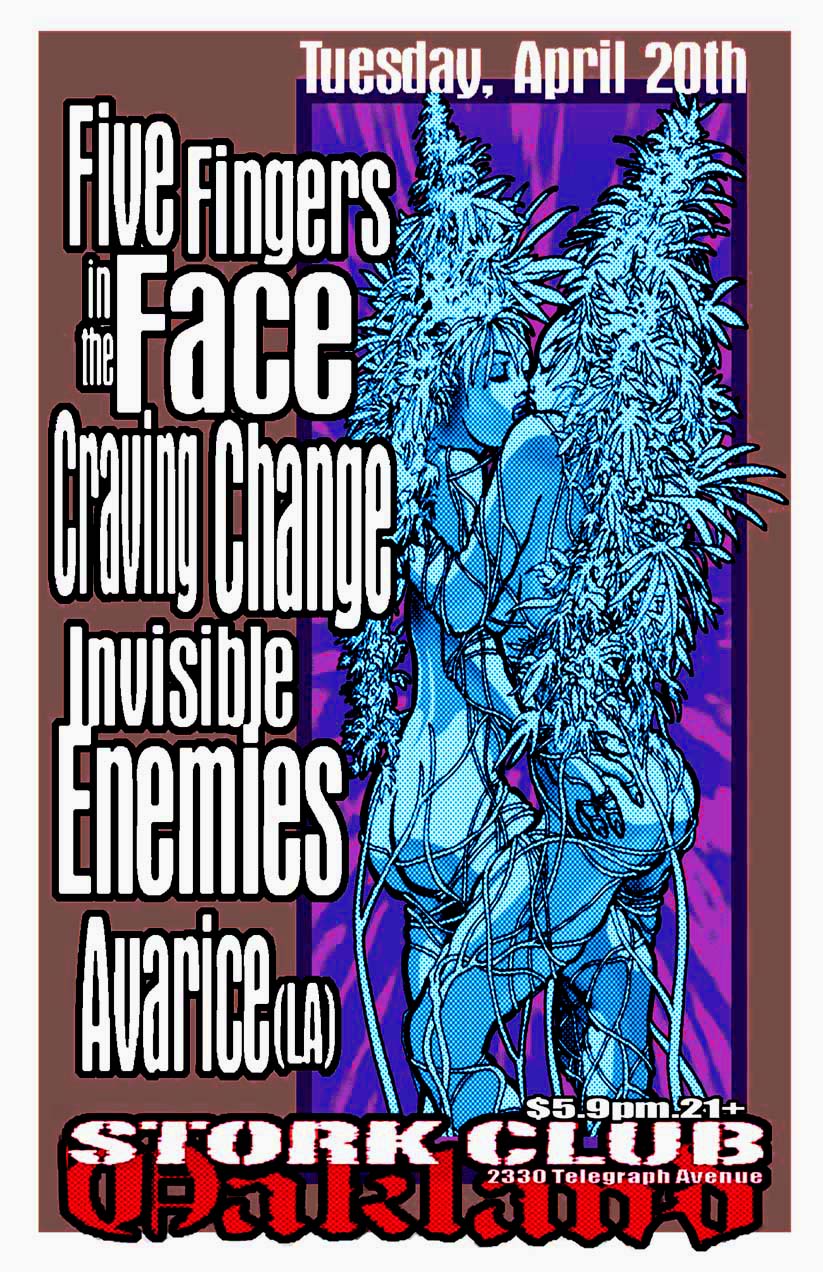 Tuesday, April 20th
Five Fingers
in the Face
Craving Change
Invisible
Enemies
Avarice (LA)
$5.9pm.21+
STORK CLUB
2330 Telegraph Avenue
Oakland